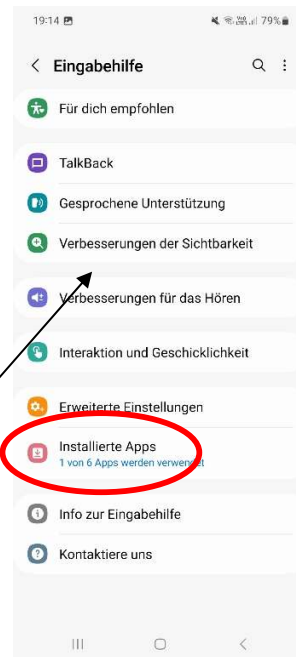 19:14 79%
Eingabehilfe
Für dich empfohlen
TalkBack
Gesprochene Unterstützung
Verbesserungen der Sichtbarkeit
Verbesserungen für das Hören
Interaktion und Geschicklichkeit
Erweiterte Einstellungen
Installierte Apps
1 von 6 Apps werden verwendet
Info zur Eingabehilfe
Kontaktiere uns